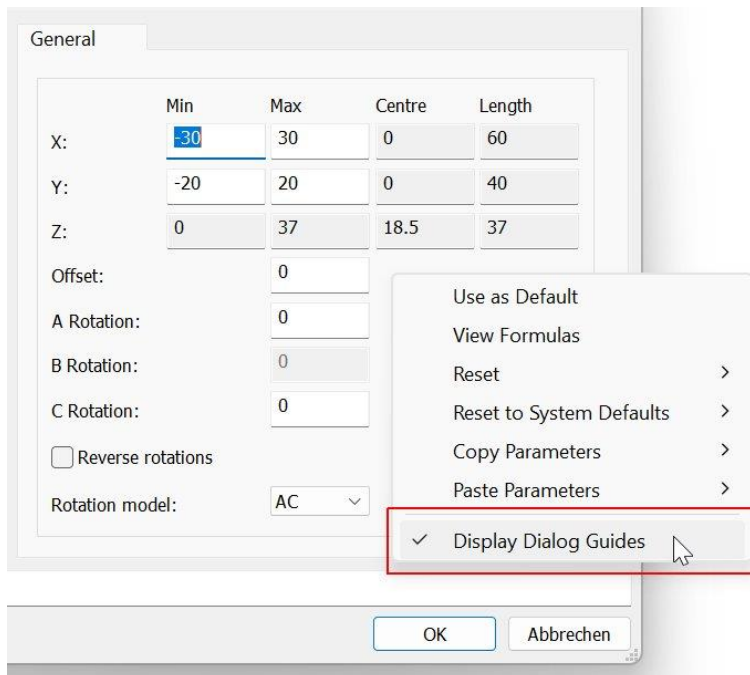 General
Min Max Centre Length
X: -30 30 0 60
Y: -20 20 0 40
Z: 0 37 18.5 37
Offset: 0
A Rotation: 0
B Rotation: 0
C Rotation: 0
Reverse rotations
Rotation model: AC
Use as Default
View Formulas
Reset
Reset to System Defaults
Copy Parameters
Paste Parameters
Display Dialog Guides
OK Abbrechen